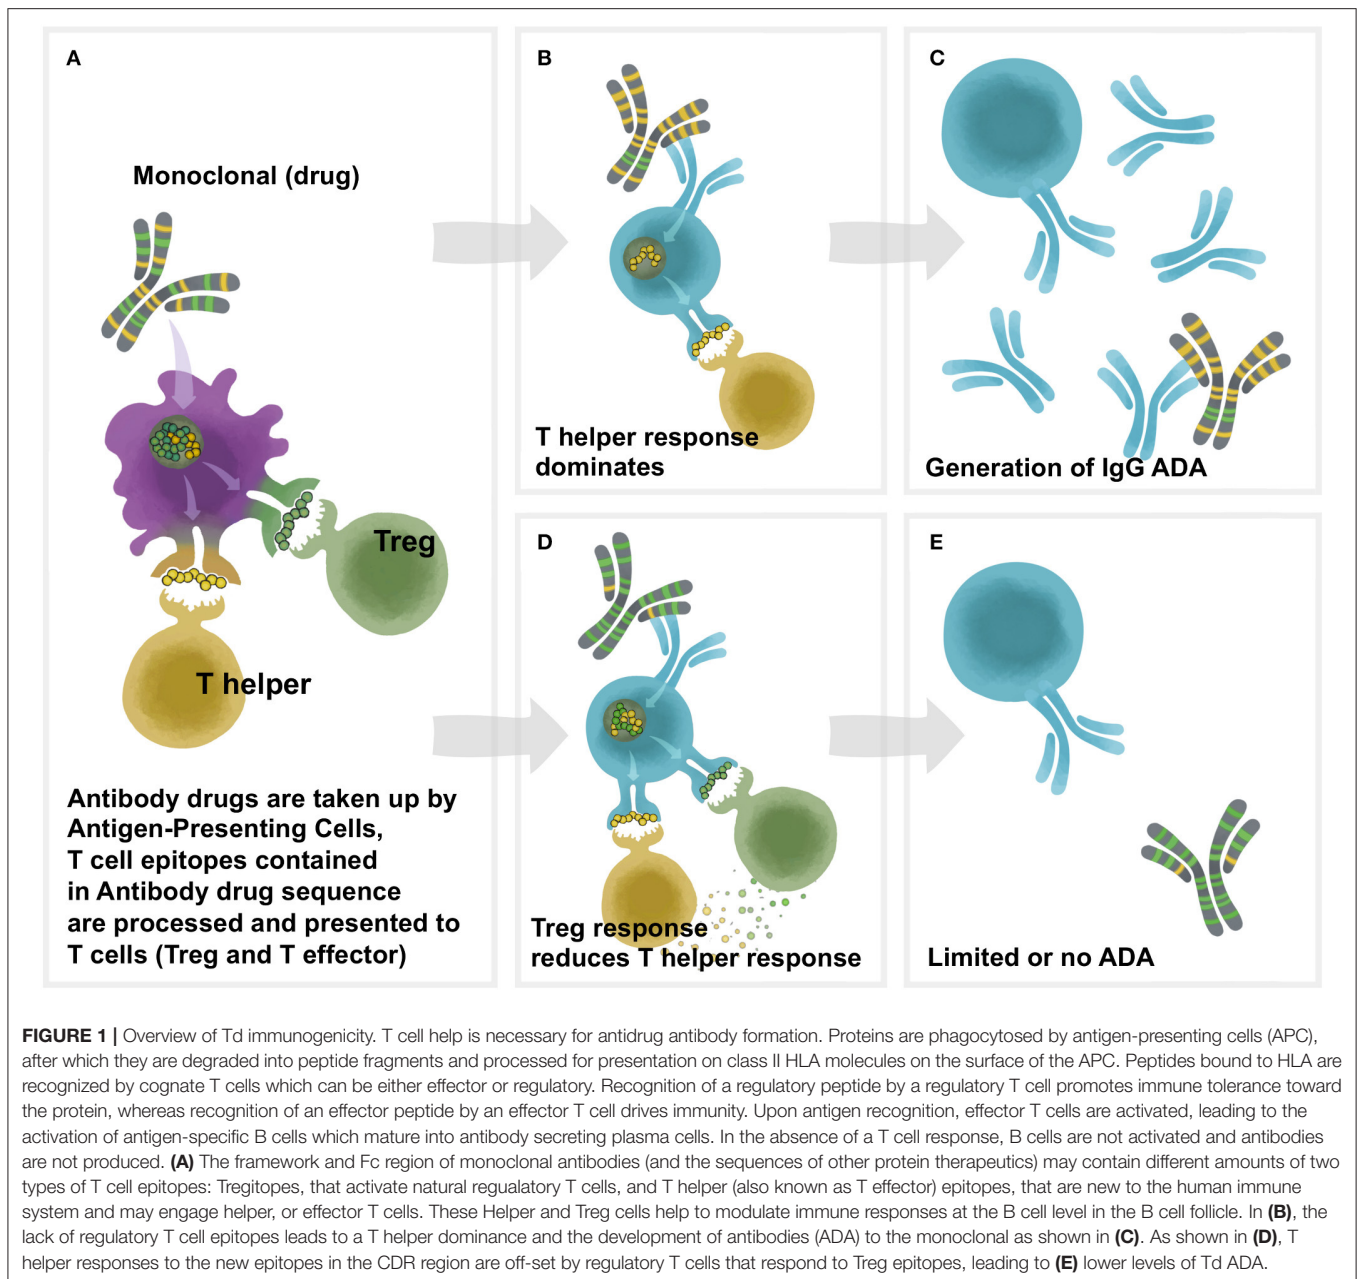 A
Monoclonal (drug)
Treg
T helper
Antibody drugs are taken up by
Antigen-Presenting Cells,
T cell epitopes contained
in Antibody drug sequence
are processed and presented to
T cells (Treg and T effector)
B
T helper response
dominates
C
Generation of IgG ADA
D
Treg response
reduces T helper response
E
Limited or no ADA
FIGURE 1 | Overview of Td immunogenicity. T cell help is necessary for antidrug antibody formation. Proteins are phagocytosed by antigen-presenting cells (APC),
after which they are degraded into peptide fragments and processed for presentation on class II HLA molecules on the surface of the APC. Peptides bound to HLA are
recognized by cognate T cells which can be either effector or regulatory. Recognition of a regulatory peptide by a regulatory T cell promotes immune tolerance toward
the protein, whereas recognition of an effector peptide by an effector T cell drives immunity. Upon antigen recognition, effector T cells are activated, leading to the
activation of antigen-specific B cells which mature into antibody secreting plasma cells. In the absence of a T cell response, B cells are not activated and antibodies
are not produced. (A) The framework and Fc region of monoclonal antibodies (and the sequences of other protein therapeutics) may contain different amounts of two
types of T cell epitopes: Tregitopes, that activate natural regualatory T cells, and T helper (also known as T effector) epitopes, that are new to the human immune
system and may engage helper, or effector T cells. These Helper and Treg cells help to modulate immune responses at the B cell level in the B cell follicle. In (B), the
lack of regulatory T cell epitopes leads to a T helper dominance and the development of antibodies (ADA) to the monoclonal as shown in (C). As shown in (D), T
helper responses to the new epitopes in the CDR region are off-set by regulatory T cells that respond to Treg epitopes, leading to (E) lower levels of Td ADA.